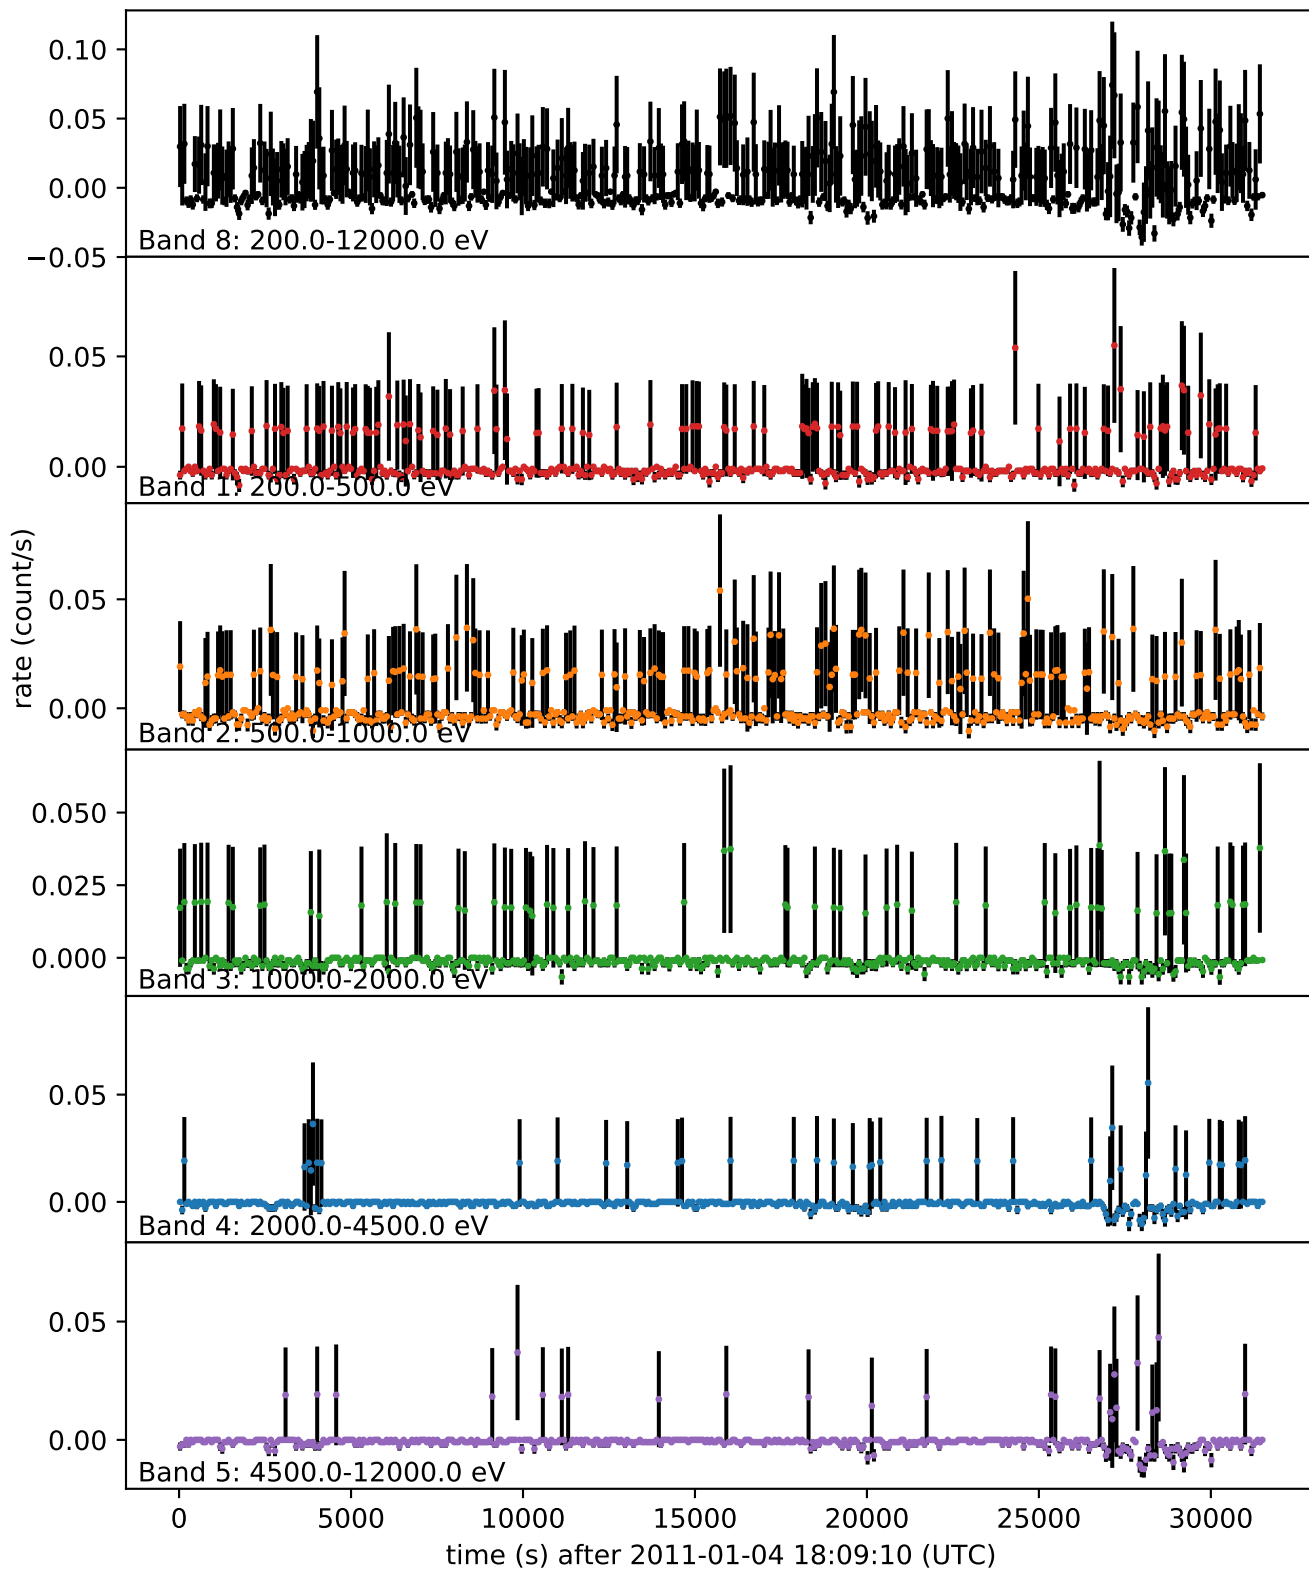 0.10
0.05
0.00
−0.05
Band 8: 200.0-12000.0 eV
0.05
0.00
Band 1: 200.0-500.0 eV
0.05
0.00
Band 2: 500.0-1000.0 eV
rate (count/s)
0.050
0.025
0.000
Band 3: 1000.0-2000.0 eV
0.05
0.00
Band 4: 2000.0-4500.0 eV
0.05
0.00
Band 5: 4500.0-12000.0 eV
0 5000 10000 15000 20000 25000 30000
time (s) after 2011-01-04 18:09:10 (UTC)